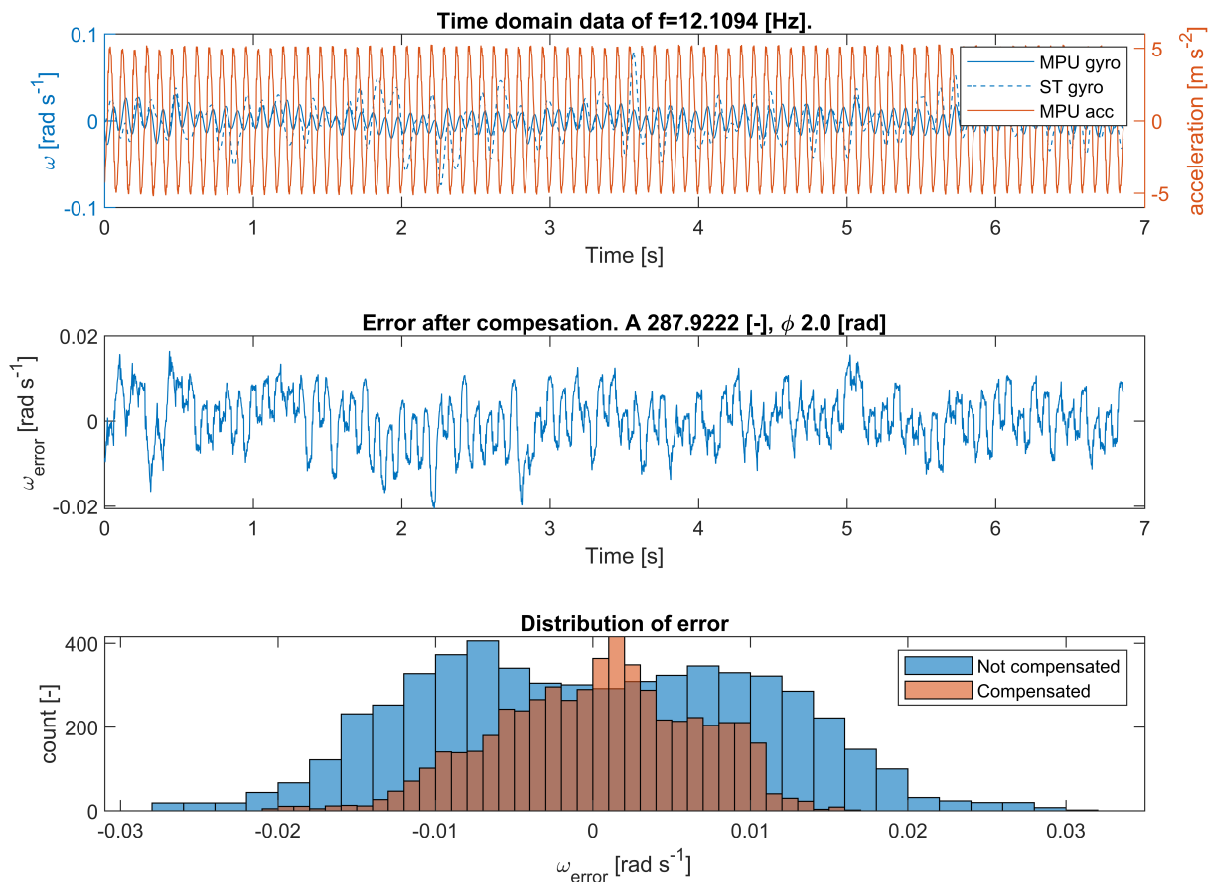 Time domain data of f=12.1094 [Hz].
0.1
0
-0.1
ω [rad s⁻¹]
5
0
-5
acceleration [m s⁻²]
MPU gyro
ST gyro
MPU acc
0 1 2 3 4 5 6 7
Time [s]
Error after compesation. A 287.9222 [-], ϕ 2.0 [rad]
0.02
0
-0.02
ω_error [rad s⁻¹]
0 1 2 3 4 5 6 7
Time [s]
Distribution of error
400
200
0
count [-]
Not compensated
Compensated
-0.03 -0.02 -0.01 0 0.01 0.02 0.03
ω_error [rad s⁻¹]